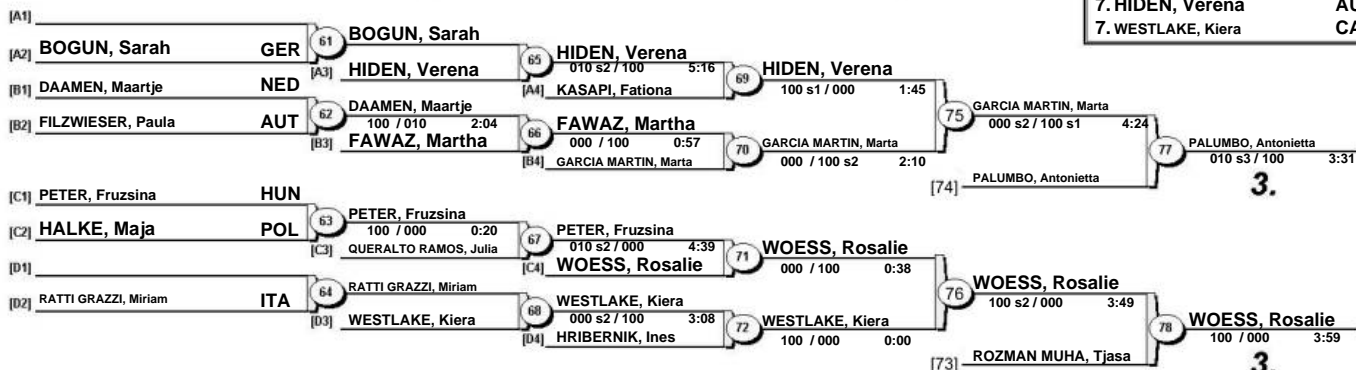 7. HIDEN, Verena AU
7. WESTLAKE, Kiera CA
[A1]
[A2] BOGUN, Sarah GER
61
BOGUN, Sarah
[A3] HIDEN, Verena
65
HIDEN, Verena
010 s2 / 100 5:16
[A4] KASAPI, Fationa
69
HIDEN, Verena
100 s1 / 000 1:45
[B1] DAAMEN, Maartje NED
[B2] FILZWIESER, Paula AUT
62
DAAMEN, Maartje
100 / 010 2:04
[B3] FAWAZ, Martha
66
FAWAZ, Martha
000 / 100 0:57
[B4] GARCIA MARTIN, Marta
70
GARCIA MARTIN, Marta
000 / 100 s2 2:10
75
GARCIA MARTIN, Marta
000 s2 / 100 s1 4:24
[74] PALUMBO, Antonietta
77
PALUMBO, Antonietta
010 s3 / 100 3:31
3.
[C1] PETER, Fruzsina HUN
[C2] HALKE, Maja POL
63
PETER, Fruzsina
100 / 000 0:20
[C3] QUERALTO RAMOS, Julia
67
PETER, Fruzsina
010 s2 / 000 4:39
[C4] WOESS, Rosalie
71
WOESS, Rosalie
000 / 100 0:38
[D1]
[D2] RATTI GRAZZI, Miriam ITA
64
RATTI GRAZZI, Miriam
[D3] WESTLAKE, Kiera
68
WESTLAKE, Kiera
000 s2 / 100 3:08
[D4] HRIBERNIK, Ines
72
WESTLAKE, Kiera
100 / 000 0:00
76
WOESS, Rosalie
100 s2 / 000 3:49
[73] ROZMAN MUHA, Tjasa
78
WOESS, Rosalie
100 / 000 3:59
3.